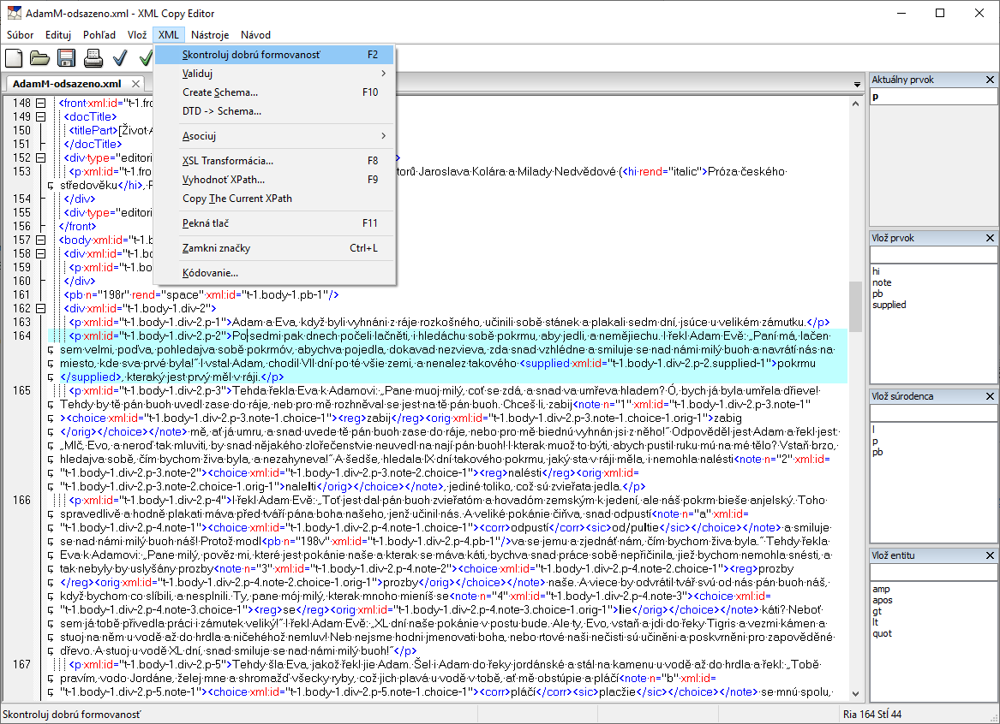 AdamM-odsazeno.xml - XML Copy Editor
Súbor Edituj Pohľad Vlož XML Nástroje Návod
Skontroluj dobrú formovanosť F2
Validuj
Create Schema... F10
DTD -> Schema...
Asociuj
XSL Transformácia... F8
Vyhodnoť XPath... F9
Copy The Current XPath
Pekná tlač F11
Zamkni značky Ctrl+L
Kódovanie...
AdamM-odsazeno.xml
148 <front xml:id="t-1.fro
149 <docTitle>
150 <titlePart>[Život A
151 </docTitle>
152 <div type="editori >
153 <p xml:id="t-1.fro torů·Jaroslava·Kolára·a·Milady·Nedvědové·(<hi·rend="italic">Próza·českého·
středověku</hi>,·P
154 </div>
155 <div type="editori
156 </front>
157 <body xml:id="t-1.b
158 <div xml:id="t-1.bo
159 <p xml:id="t-1.bo
160 </div>
161 <pb·n="198r"·rend="space"·xml:id="t-1.body-1.pb-1"/>
162 <div·xml:id="t-1.body-1.div-2">
163 <p·xml:id="t-1.body-1.div-2.p-1">Adam·a·Eva,·když·byli·vyhnáni·z·ráje·rozkošného,·učinili·sobě·stánek·a·plakali·sedm·dní,·jsúce·u·velikém·zámutku.</p>
164 <p·xml:id="t-1.body-1.div-2.p-2">Po·sedmi·pak·dnech·počeli·lačněti,·i·hledáchu·sobě·pokrmu,·aby·jedli,·a·nemějiechu.·I·řekl·Adam·Evě:·„Paní·má,·lačen·
sem·velmi,·poďva,·pohledajva·sobě·pokrmóv,·abychva·pojedla,·dokavad·nezvieva,·zda·snad·vzhlédne·a·smiluje·se·nad·námi·milý·buoh·a·navrátí·nás·na·
miesto,·kde·sva·prvé·byla!“·I·vstal·Adam,·chodil·VII·dní·po·té·všie·zemi,·a·nenalez·takového·<supplied·xml:id="t-1.body-1.div-2.p-2.supplied-1">pokrmu
</supplied>,·kteraký·jest·prvý·měl·v·ráji.</p>
165 <p·xml:id="t-1.body-1.div-2.p-3">Tehda·řekla·Eva·k·Adamovi:·„Pane·muoj·milý,·coť·se·zdá,·a·snad·va·umřeva·hladem?·Ó,·bych·já·byla·umřela·dřieve!·
Tehdy·by·tě·pán·buoh·uvedl·zase·do·ráje,·neb·pro·mě·rozhněval·se·jest·na·tě·pán·buoh.·Chceš-li,·zabij<note·n="1"·xml:id="t-1.body-1.div-2.p-3.note-1"
><choice·xml:id="t-1.body-1.div-2.p-3.note-1.choice-1"><reg>zabij</reg><orig·xml:id="t-1.body-1.div-2.p-3.note-1.choice-1.orig-1">zabig
</orig></choice></note>·mě,·ať·já·umru,·a·snad·uvede·tě·pán·buoh·zase·do·ráje,·nebo·pro·mě·biednú·vyhnán·jsi·z·něho!“·Odpověděl·jest·Adam·a·řekl·jest:·
„Mlč,·Evo,·a·neroď·tak·mluviti,·by·snad·nějakého·zlořečenstvie·neuvedl·na·nají·pán·buoh!·I·kterak·muož·to·býti,·abych·pustil·ruku·mú·na·mé·tělo?·Vstaň·brzo,·
hledajva·sobě,·čím·bychom·živa·byla,·a·nezahyneva!“·A·šedše,·hledala·IX·dní·takového·pokrmu,·jaký·sta·v·ráji·měla,·i·nemohla·nalésti<note·n="2"·xml:id=
"t-1.body-1.div-2.p-3.note-2"><choice·xml:id="t-1.body-1.div-2.p-3.note-2.choice-1"><reg>nalésti</reg><orig·xml:id=
"t-1.body-1.div-2.p-3.note-2.choice-1.orig-1">nalelti</orig></choice></note>,·jediné·toliko,·což·sú·zvieřata·jedla.</p>
166 <p·xml:id="t-1.body-1.div-2.p-4">I·řekl·Adam·Evě:·„Toť·jest·dal·pán·buoh·zvieřatóm·a·hovadóm·zemským·k·jedení,·ale·náš·pokrm·bieše·anjelský.·Toho·
spravedlivě·a·hodně·plakati·máva·před·tváří·pána·boha·našeho,·jenž·učinil·nás.·A·veliké·pokánie·čiňva,·snad·odpustí<note·n="a"·xml:id=
"t-1.body-1.div-2.p-4.note-1"><choice·xml:id="t-1.body-1.div-2.p-4.note-1.choice-1"><corr>odpustí</corr><sic>od/pultie</sic></choice></note>·a·smiluje·
se·nad·námi·milý·buoh·náš!·Protož·modl<pb·n="198v"·xml:id="t-1.body-1.div-2.p-4.pb-1"/>va·se·jemu·a·zjednáť·nám,·čím·bychom·živa·byla.“·Tehdy·řekla·
Eva·k·Adamovi:·„Pane·milý,·pověz·mi,·které·jest·pokánie·naše·a·kterak·se·máva·káti,·bychva·snad·práce·sobě·nepřičinila,·jiež·bychom·nemohla·snésti,·a·
tak·nebyly·by·uslyšány·prozby<note·n="3"·xml:id="t-1.body-1.div-2.p-4.note-2"><choice·xml:id="t-1.body-1.div-2.p-4.note-2.choice-1"><reg>prozby
</reg><orig·xml:id="t-1.body-1.div-2.p-4.note-2.choice-1.orig-1">prozby</orig></choice></note>·naše.·A·viece·by·odvrátil·tvář·svú·od·nás·pán·buoh·náš,·
když·bychom·co·slíbili,·a·nesplnili.·Ty,·pane·mój·milý,·kterak·mnoho·mieníš·se<note·n="4"·xml:id="t-1.body-1.div-2.p-4.note-3"><choice·xml:id=
"t-1.body-1.div-2.p-4.note-3.choice-1"><reg>se</reg><orig·xml:id="t-1.body-1.div-2.p-4.note-3.choice-1.orig-1">lie</orig></choice></note>·káti?·Neboť·
sem·já·tobě·přivedla·práci·i·zámutek·veliký!“·I·řekl·Adam·Evě:·„XL·dní·naše·pokánie·v·postu·bude.·Ale·ty,·Evo,·vstaň·a·jdi·do·řeky·Tigris·a·vezmi·kámen·a·
stuoj·na·něm·u·vodě·až·do·hrdla·a·ničehéhož·nemluv!·Neb·nejsme·hodni·jmenovati·boha,·nebo·rtové·naši·nečisti·sú·učiněni·a·poskvrněni·pro·zapověděné·
dřevo.·A·stuoj·u·vodě·XL·dní,·snad·smiluje·se·nad·námi·milý·buoh!“</p>
167 <p·xml:id="t-1.body-1.div-2.p-5">Tehdy·šla·Eva,·jakož·řekl·jie·Adam.·Šel·i·Adam·do·řeky·jordánské·a·stál·na·kamenu·u·vodě·až·do·hrdla·a·řekl:·„Tobě·
pravím,·vodo·Jordáne,·želej·mne·a·shromažď·všecky·ryby,·což·jich·plavá·u·vodě·v·tobě,·ať·mě·obstúpie·a·pláčí<note·n="b"·xml:id=
"t-1.body-1.div-2.p-5.note-1"><choice·xml:id="t-1.body-1.div-2.p-5.note-1.choice-1"><corr>pláčí</corr><sic>placžie</sic></choice></note>·se·mnú·spolu,·
Aktuálny prvok
p
Vlož prvok
hi
note
pb
supplied
Vlož súrodenca
l
p
pb
Vlož entitu
amp
apos
gt
lt
quot
Skontroluj dobrú formovanosť
Ria 164 Stĺ 44